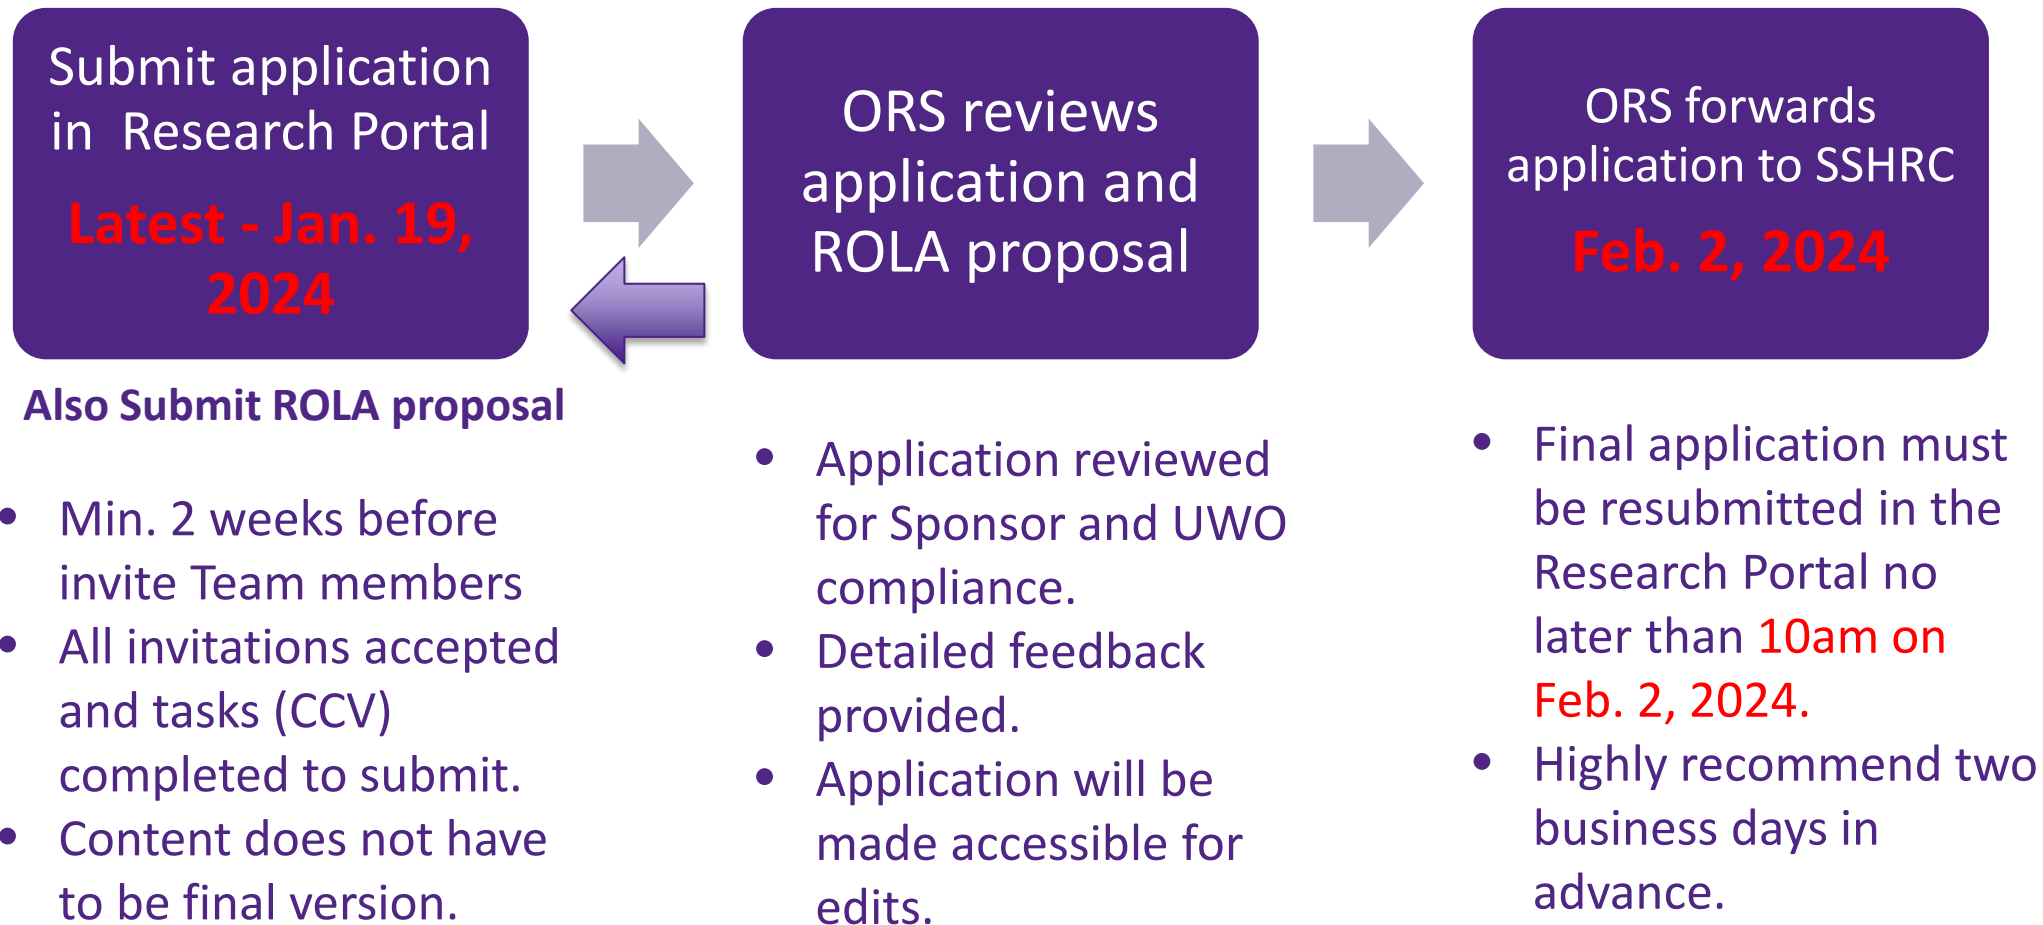 Submit application
in Research Portal
Latest - Jan. 19,
2024
Also Submit ROLA proposal
• Min. 2 weeks before
invite Team members
• All invitations accepted
and tasks (CCV)
completed to submit.
• Content does not have
to be final version.
ORS reviews
application and
ROLA proposal
• Application reviewed
for Sponsor and UWO
compliance.
• Detailed feedback
provided.
• Application will be
made accessible for
edits.
ORS forwards
application to SSHRC
Feb. 2, 2024
• Final application must
be resubmitted in the
Research Portal no
later than 10am on
Feb. 2, 2024.
• Highly recommend two
business days in
advance.